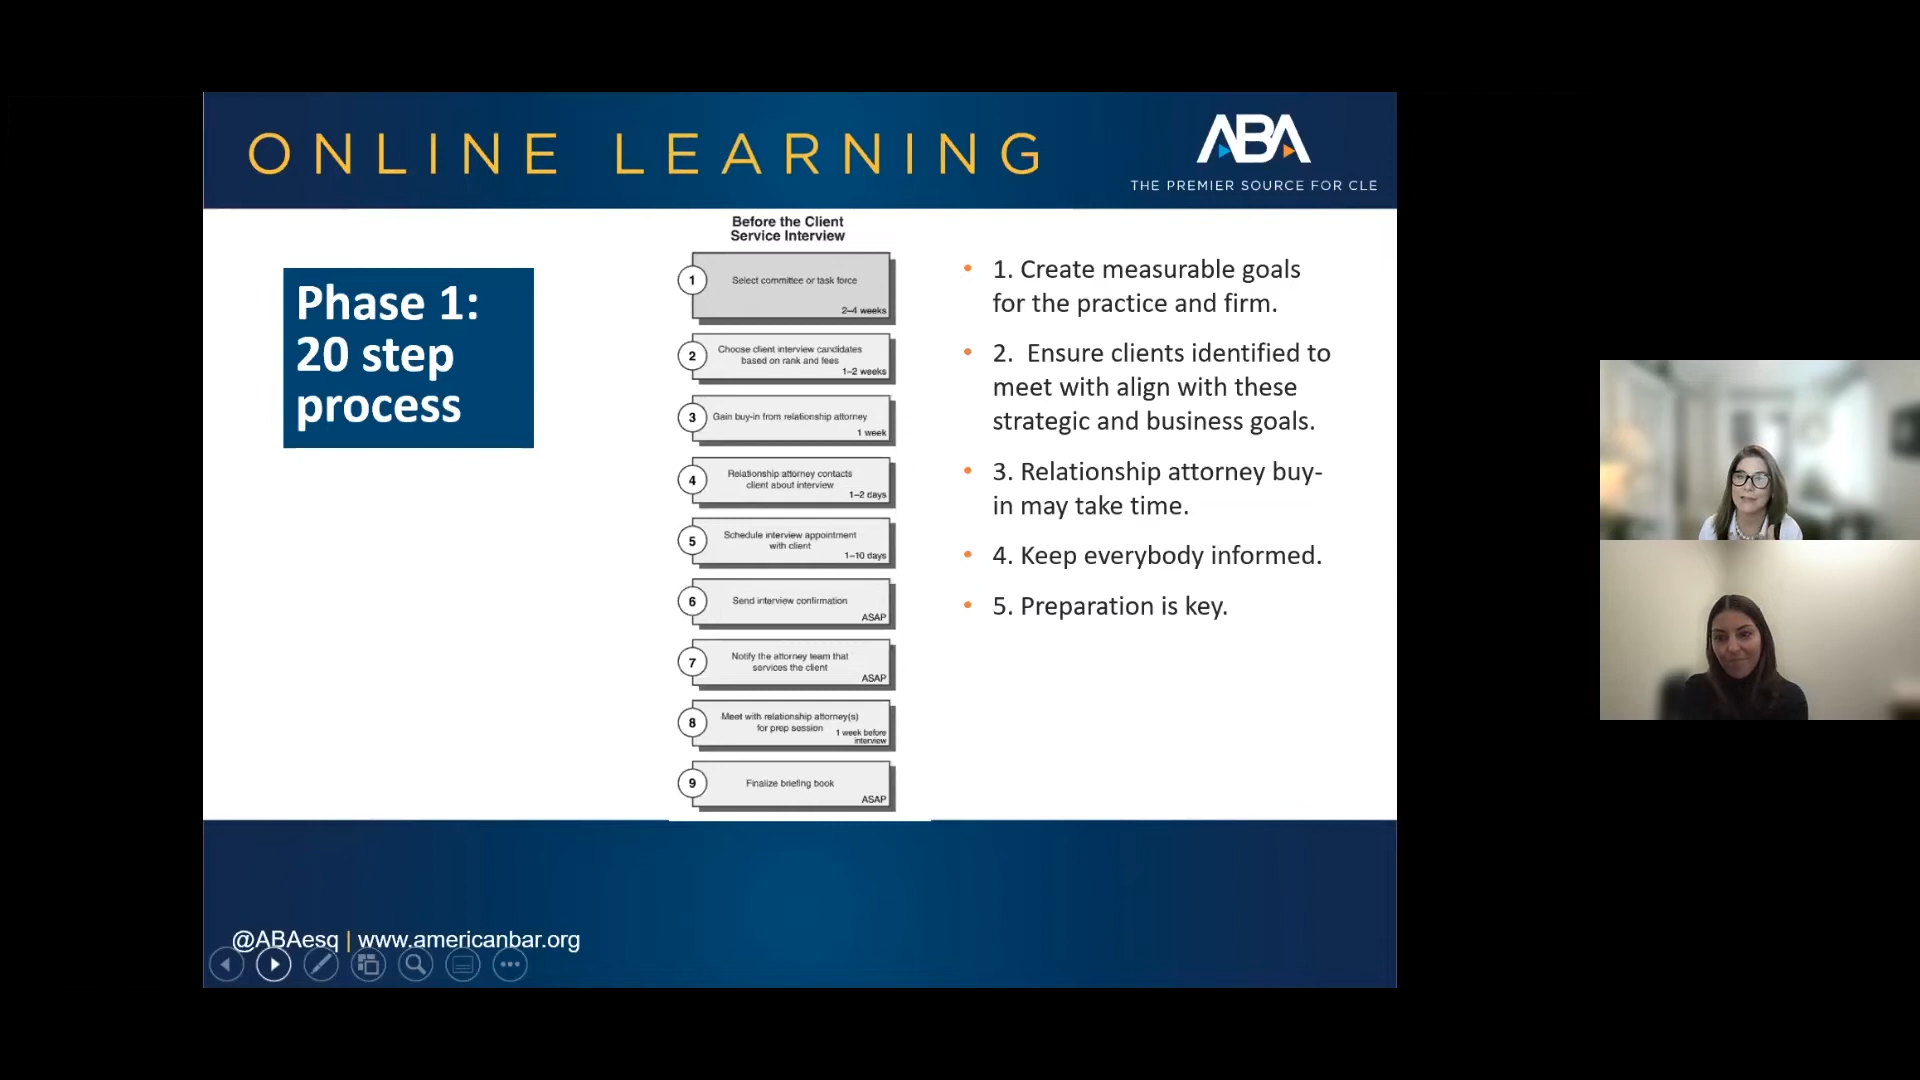 ONLINE LEARNING
ABA
THE PREMIER SOURCE FOR CLE
Phase 1:
20 step
process
Before the Client
Service Interview
1
Select committee or task force
2–4 weeks
2
Choose client interview candidates
based on rank and fees
1–2 weeks
3
Gain buy-in from relationship attorney
1 week
4
Relationship attorney contacts
client about interview
1–2 days
5
Schedule interview appointment
with client
1–10 days
6
Send interview confirmation
ASAP
7
Notify the attorney team that
services the client
ASAP
8
Meet with relationship attorney(s)
for prep session
1 week before
interview
9
Finalize briefing book
ASAP
• 1. Create measurable goals
for the practice and firm.
• 2. Ensure clients identified to
meet with align with these
strategic and business goals.
• 3. Relationship attorney buy-
in may take time.
• 4. Keep everybody informed.
• 5. Preparation is key.
@ABAesq | www.americanbar.org